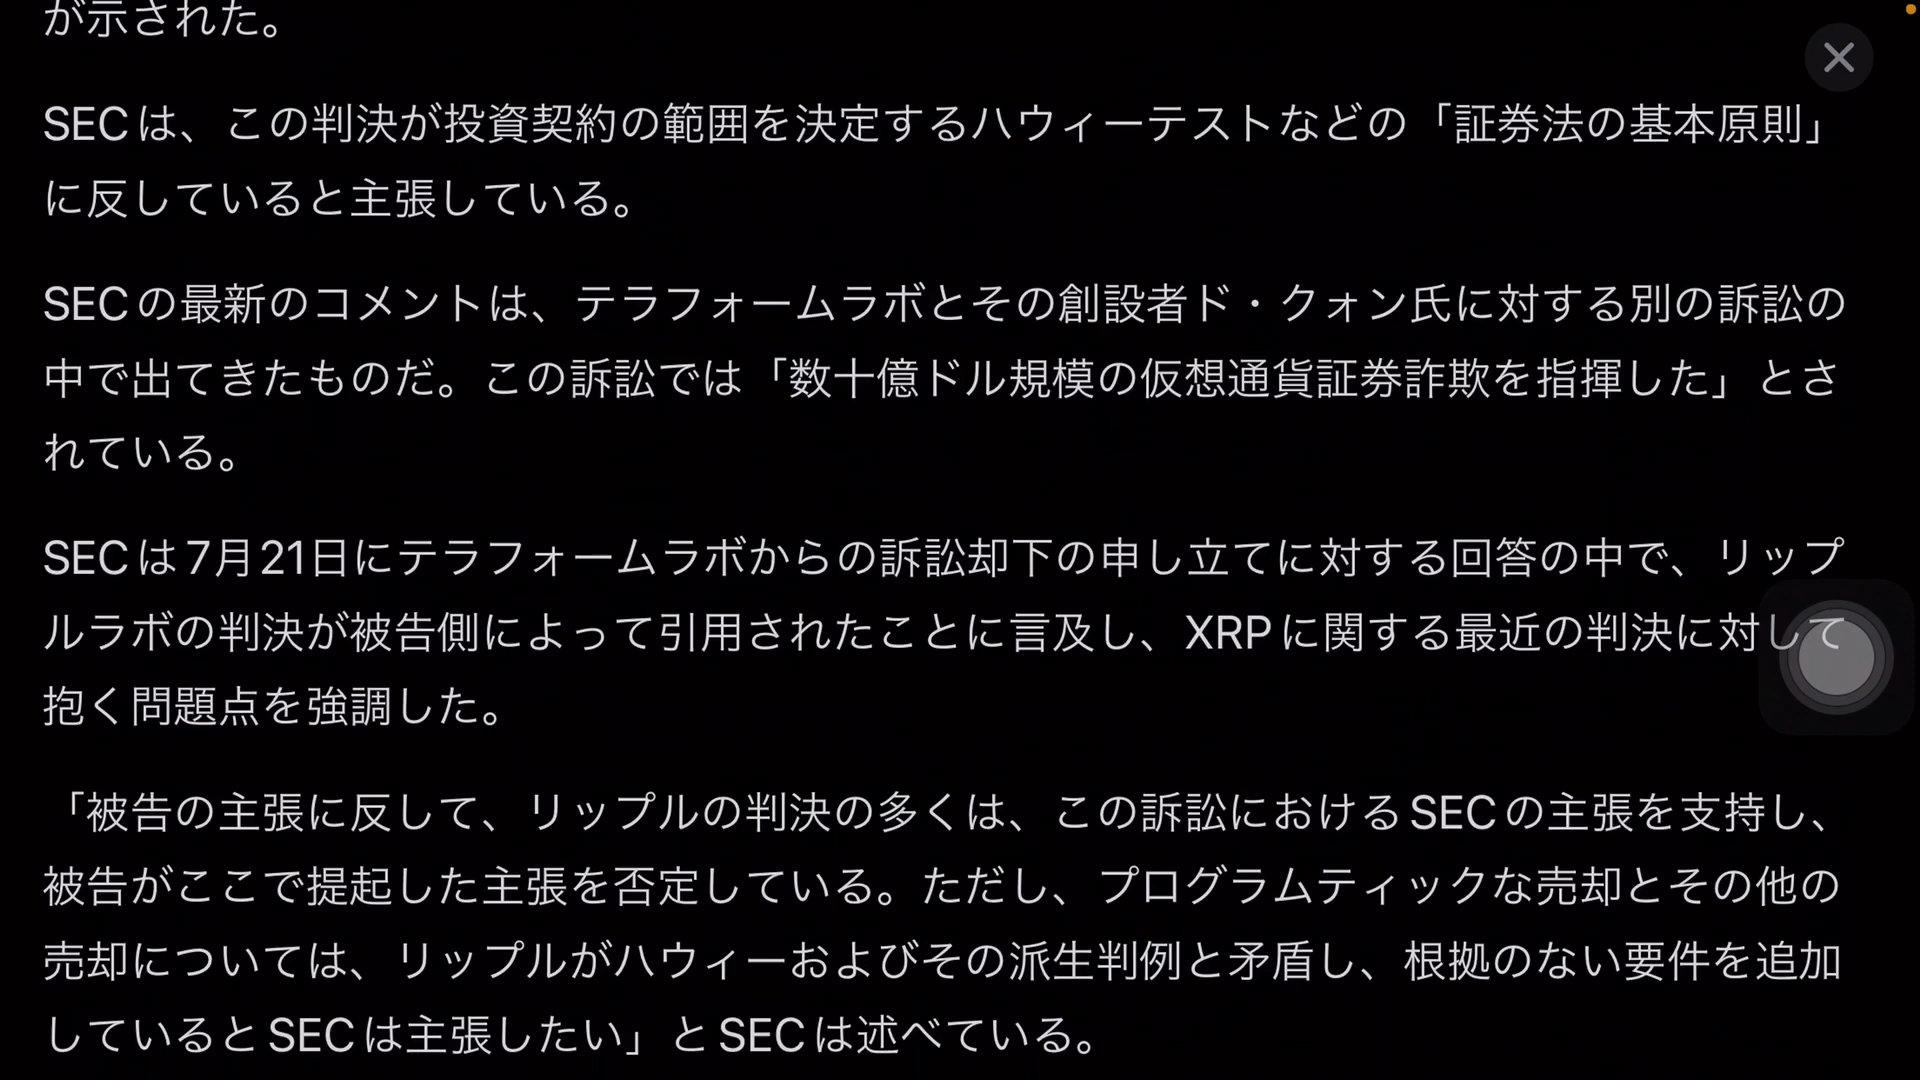 が示された。
SECは、この判決が投資契約の範囲を決定するハウィーテストなどの「証券法の基本原則」
に反していると主張している。
SECの最新のコメントは、テラフォームラボとその創設者ド・クォン氏に対する別の訴訟の
中で出てきたものだ。この訴訟では「数十億ドル規模の仮想通貨証券詐欺を指揮した」とさ
れている。
SECは7月21日にテラフォームラボからの訴訟却下の申し立てに対する回答の中で、リップ
ルラボの判決が被告側によって引用されたことに言及し、XRPに関する最近の判決に対して
抱く問題点を強調した。
「被告の主張に反して、リップルの判決の多くは、この訴訟におけるSECの主張を支持し、
被告がここで提起した主張を否定している。ただし、プログラムティックな売却とその他の
売却については、リップルがハウィーおよびその派生判例と矛盾し、根拠のない要件を追加
しているとSECは主張したい」とSECは述べている。